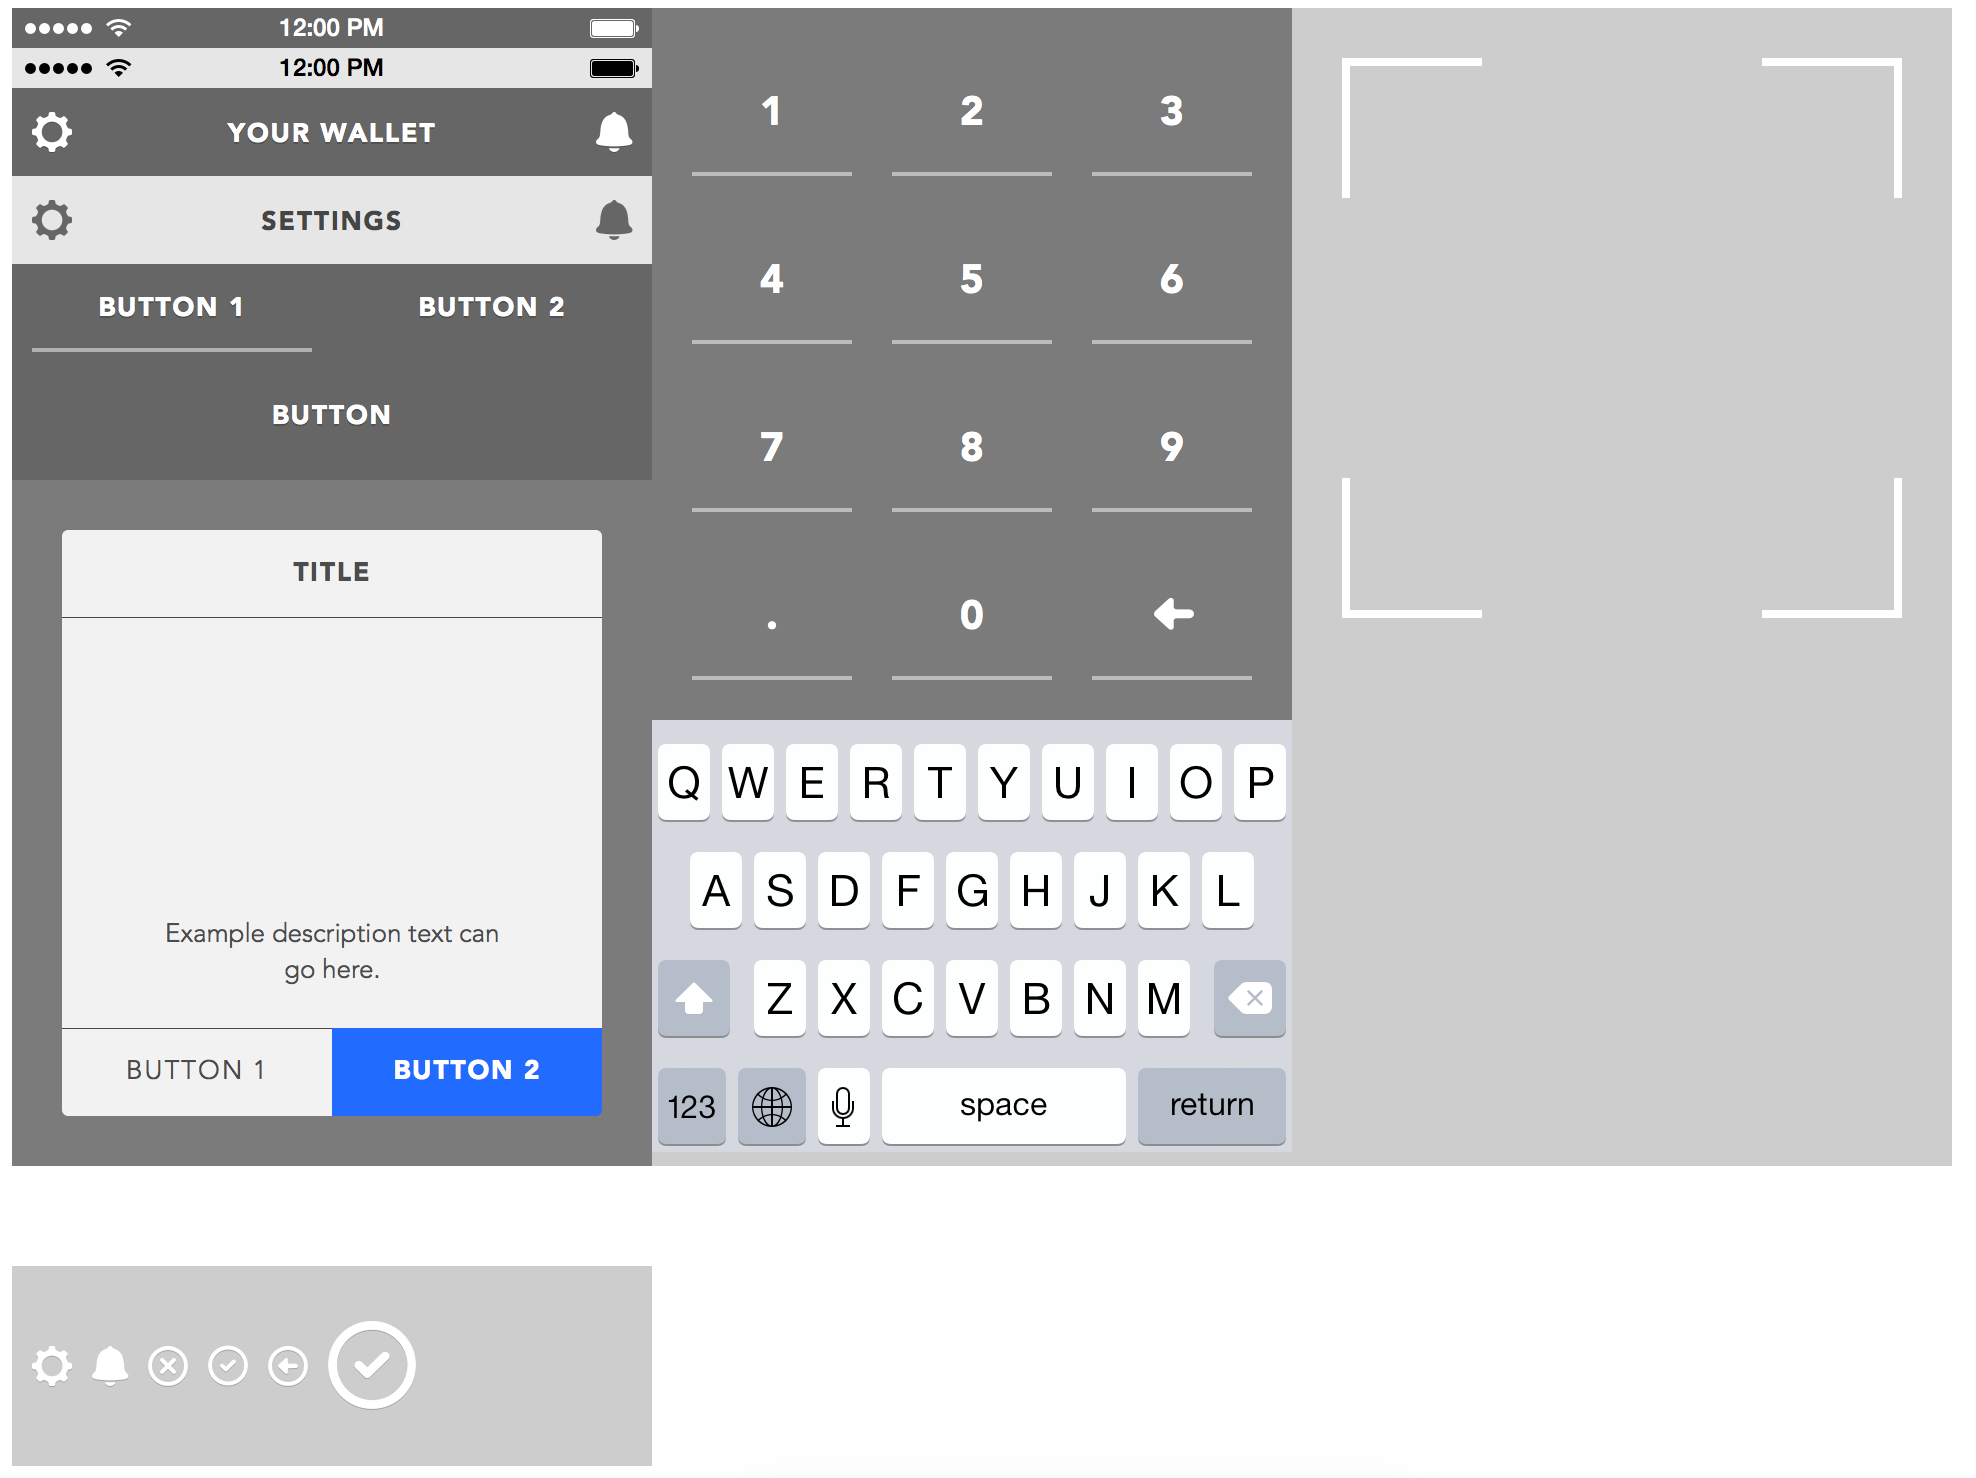 12:00 PM
12:00 PM
YOUR WALLET
SETTINGS
BUTTON 1 BUTTON 2
BUTTON
TITLE
Example description text can
go here.
BUTTON 1 BUTTON 2
1 2 3
4 5 6
7 8 9
. 0
Q W E R T Y U I O P
A S D F G H J K L
Z X C V B N M
123 space return